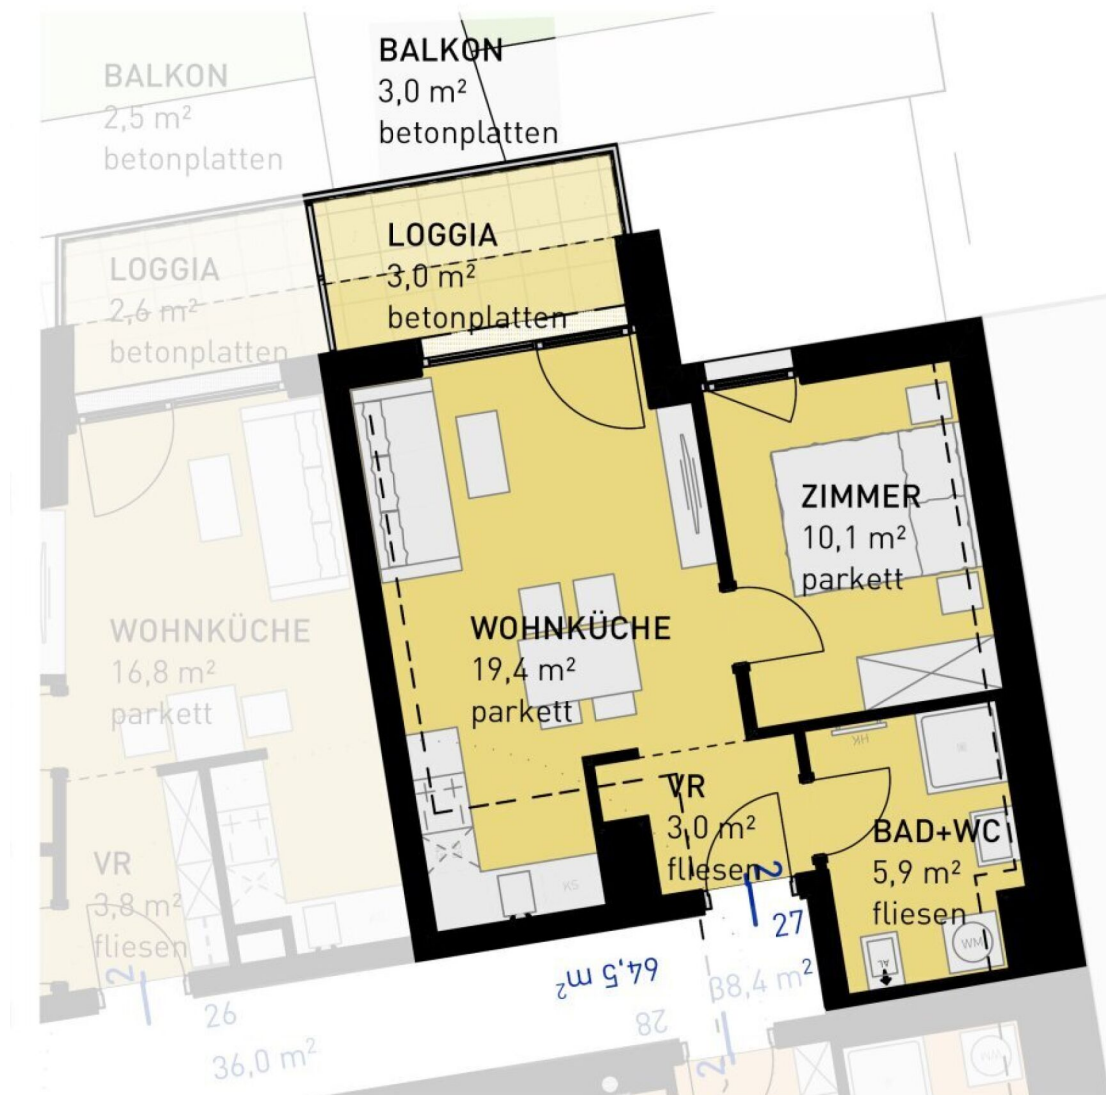 BALKON
2,5 m²
betonplatten
BALKON
3,0 m²
betonplatten
LOGGIA
2,6 m²
betonplatten
LOGGIA
3,0 m²
betonplatten
ZIMMER
10,1 m²
parkett
WOHNKÜCHE
16,8 m²
parkett
WOHNKÜCHE
19,4 m²
parkett
HK
VR
3,0 m²
fliesen
BAD+WC
5,9 m²
fliesen
VR
3,8 m²
fliesen
KS
WM
AL
2
26
36,0 m²
2
27
38,4 m²
64,5 m²
28
2
WM